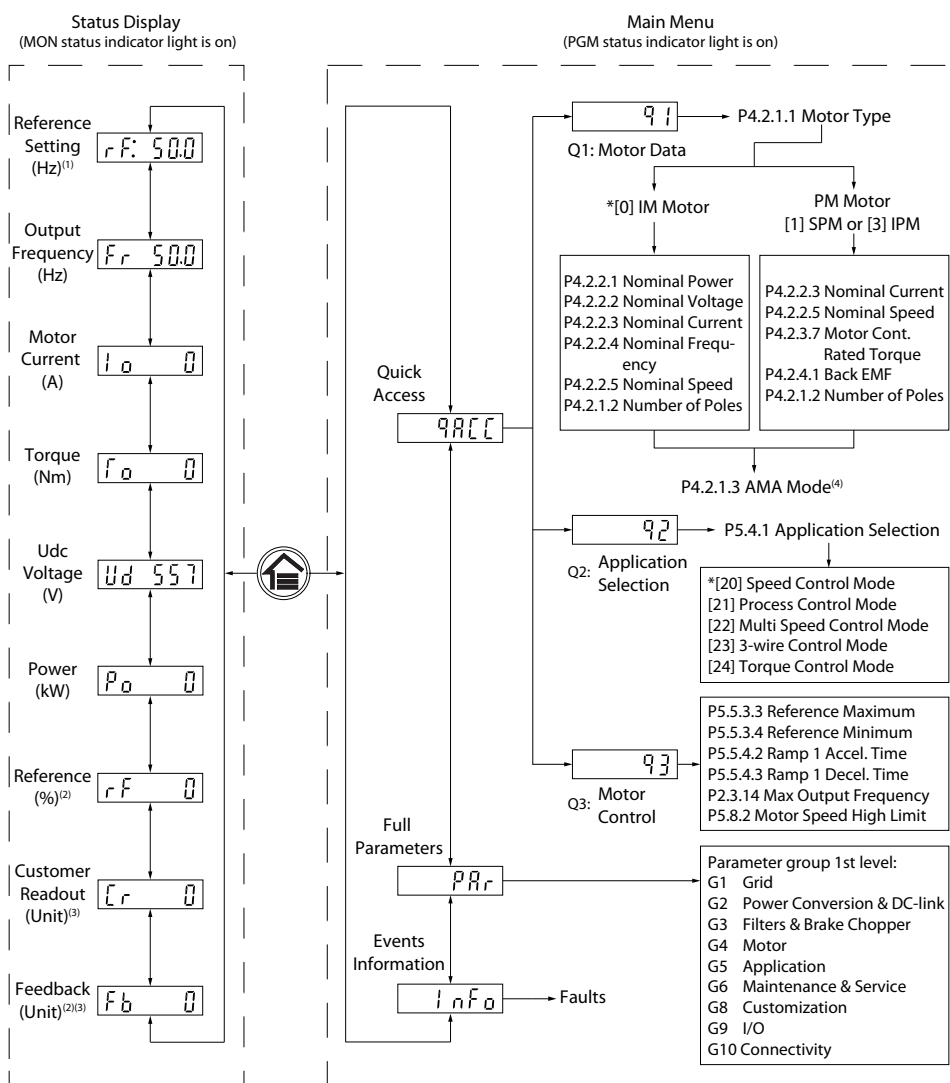 Status Display
(MON status indicator light is on)
Main Menu
(PGM status indicator light is on)
Reference
Setting
(Hz)(1)
rF: 50.0
Output
Frequency
(Hz)
Fr 50.0
Motor
Current
(A)
Io 0
Torque
(Nm)
To 0
Udc
Voltage
(V)
Ud 557
Power
(kW)
Po 0
Reference
(%)(2)
rF 0
Customer
Readout
(Unit)(3)
Cr 0
Feedback
(Unit)(2)(3)
Fb 0
Quick
Access
qACC
Full
Parameters
PAr
Events
Information
InFo
Faults
q1
Q1: Motor Data
P4.2.1.1 Motor Type
*[0] IM Motor
PM Motor
[1] SPM or [3] IPM
P4.2.2.1 Nominal Power
P4.2.2.2 Nominal Voltage
P4.2.2.3 Nominal Current
P4.2.2.4 Nominal Frequ-
ency
P4.2.2.5 Nominal Speed
P4.2.1.2 Number of Poles
P4.2.2.3 Nominal Current
P4.2.2.5 Nominal Speed
P4.2.3.7 Motor Cont.
Rated Torque
P4.2.4.1 Back EMF
P4.2.1.2 Number of Poles
P4.2.1.3 AMA Mode(4)
q2
Q2: Application
Selection
P5.4.1 Application Selection
*[20] Speed Control Mode
[21] Process Control Mode
[22] Multi Speed Control Mode
[23] 3-wire Control Mode
[24] Torque Control Mode
q3
Q3: Motor
Control
P5.5.3.3 Reference Maximum
P5.5.3.4 Reference Minimum
P5.5.4.2 Ramp 1 Accel. Time
P5.5.4.3 Ramp 1 Decel. Time
P2.3.14 Max Output Frequency
P5.8.2 Motor Speed High Limit
Parameter group 1st level:
G1 Grid
G2 Power Conversion & DC-link
G3 Filters & Brake Chopper
G4 Motor
G5 Application
G6 Maintenance & Service
G8 Customization
G9 I/O
G10 Connectivity